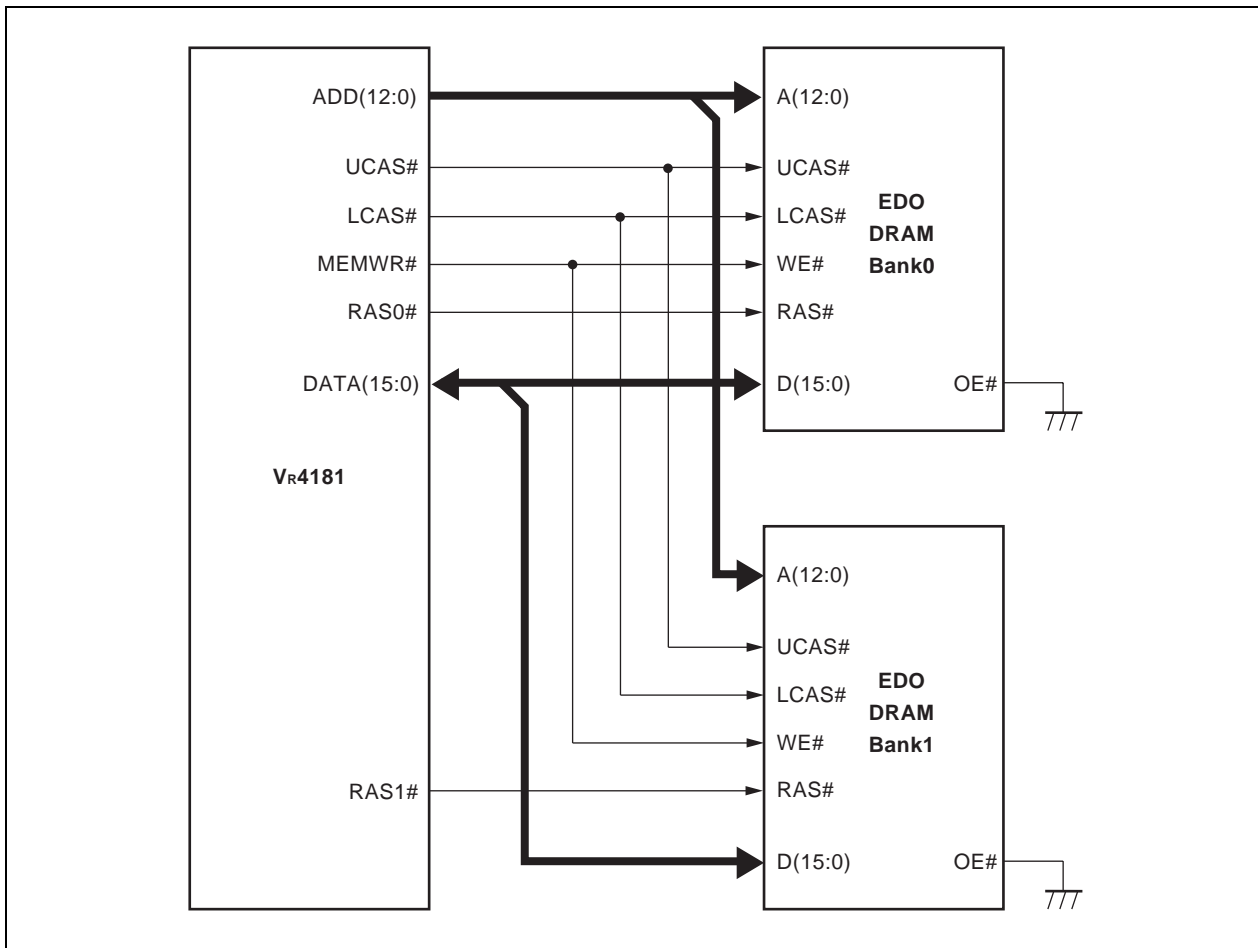 ADD(12:0)
A(12:0)
UCAS#
UCAS#
LCAS#
LCAS#
EDO
DRAM
Bank0
MEMWR#
WE#
RAS0#
RAS#
DATA(15:0)
D(15:0)
OE#
VR4181
A(12:0)
UCAS#
LCAS#
EDO
DRAM
Bank1
WE#
RAS1#
RAS#
D(15:0)
OE#